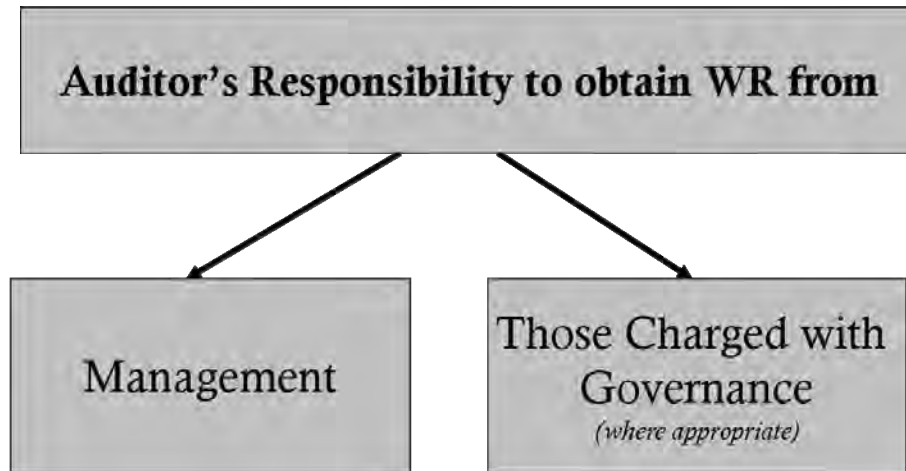 Auditor's Responsibility to obtain WR from
Management
Those Charged with
Governance
(where appropriate)